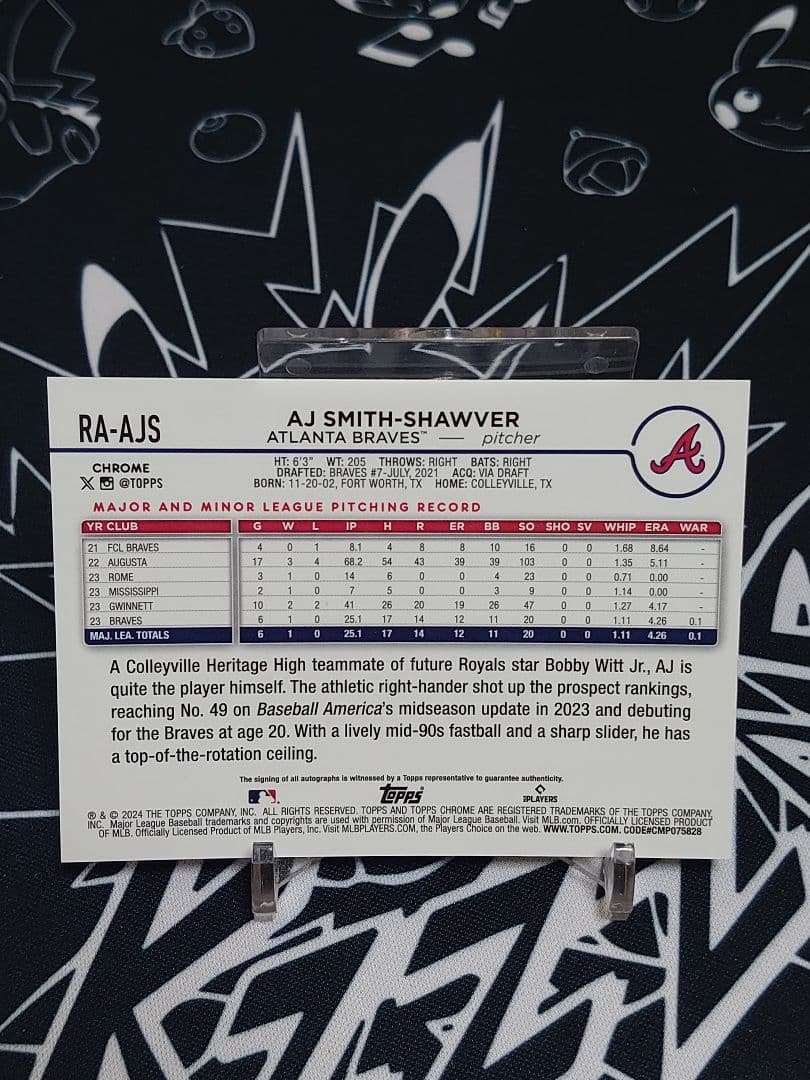 RA-AJS
AJ SMITH-SHAWVER
ATLANTA BRAVES™ — pitcher
A
CHROME
@TOPPS
HT: 6'3" WT: 205 THROWS: RIGHT BATS: RIGHT
DRAFTED: BRAVES #7-JULY, 2021 ACQ: VIA DRAFT
BORN: 11-20-02, FORT WORTH, TX HOME: COLLEYVILLE, TX
MAJOR AND MINOR LEAGUE PITCHING RECORD
YR CLUB G W L IP H R ER BB SO SHO SV WHIP ERA WAR
21 FCL BRAVES 4 0 1 8.1 4 8 8 10 16 0 0 1.68 8.64 -
22 AUGUSTA 17 3 4 68.2 54 43 39 39 103 0 0 1.35 5.11 -
23 ROME 3 1 0 14 6 0 0 4 23 0 0 0.71 0.00 -
23 MISSISSIPPI 2 1 0 7 5 0 0 3 9 0 0 1.14 0.00 -
23 GWINNETT 10 2 2 41 26 20 19 26 47 0 0 1.27 4.17 -
23 BRAVES 6 1 0 25.1 17 14 12 11 20 0 0 1.11 4.26 0.1
MAJ. LEA. TOTALS 6 1 0 25.1 17 14 12 11 20 0 0 1.11 4.26 0.1
A Colleyville Heritage High teammate of future Royals star Bobby Witt Jr., AJ is
quite the player himself. The athletic right-hander shot up the prospect rankings,
reaching No. 49 on Baseball America's midseason update in 2023 and debuting
for the Braves at age 20. With a lively mid-90s fastball and a sharp slider, he has
a top-of-the-rotation ceiling.
The signing of all autographs is witnessed by a Topps representative to guarantee authenticity.
Topps
PLAYERS
® & © 2024 THE TOPPS COMPANY, INC. ALL RIGHTS RESERVED. TOPPS AND TOPPS CHROME ARE REGISTERED TRADEMARKS OF THE TOPPS COMPANY,
INC. Major League Baseball trademarks and copyrights are used with permission of Major League Baseball. Visit MLB.com. OFFICIALLY LICENSED PRODUCT
OF MLB. Officially Licensed Product of MLB Players, Inc. Visit MLBPLAYERS.COM, the Players Choice on the web. WWW.TOPPS.COM. CODE#CMP075828